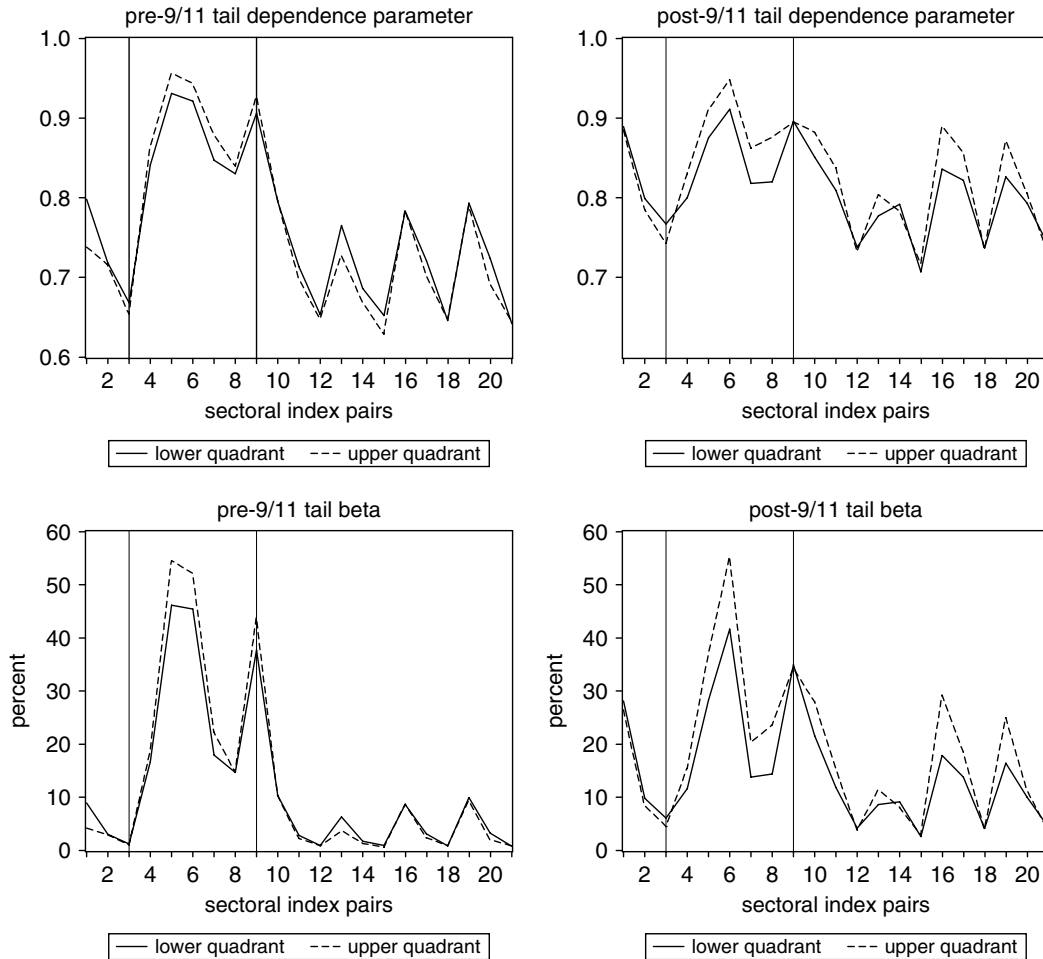 pre-9/11 tail dependence parameter
1.0
0.9
0.8
0.7
0.6
2 4 6 8 10 12 14 16 18 20
sectoral index pairs
lower quadrant upper quadrant
post-9/11 tail dependence parameter
1.0
0.9
0.8
0.7
2 4 6 8 10 12 14 16 18 20
sectoral index pairs
lower quadrant upper quadrant
pre-9/11 tail beta
60
50
40
30
20
10
0
percent
2 4 6 8 10 12 14 16 18 20
sectoral index pairs
lower quadrant upper quadrant
post-9/11 tail beta
60
50
40
30
20
10
0
percent
2 4 6 8 10 12 14 16 18 20
sectoral index pairs
lower quadrant upper quadrant